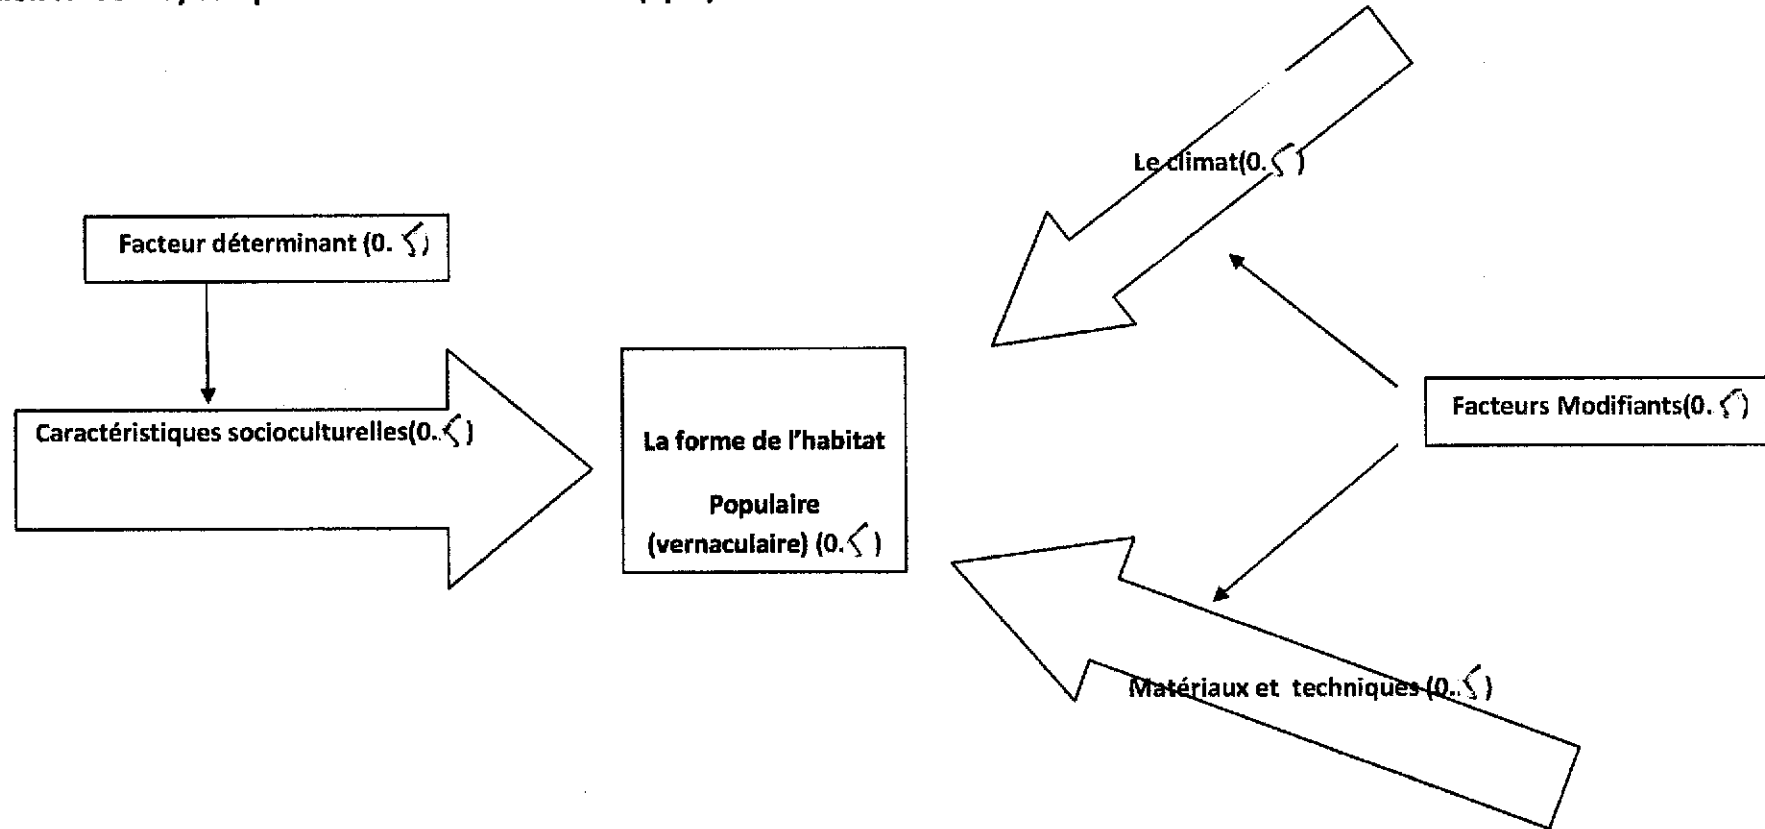 Le climat(0.5)
Facteur déterminant (0.5)
Facteurs Modifiants(0.5)
Caractéristiques socioculturelles(0.5)
La forme de l'habitat
Populaire
(vernaculaire) (0.5)
Matériaux et techniques (0.5)